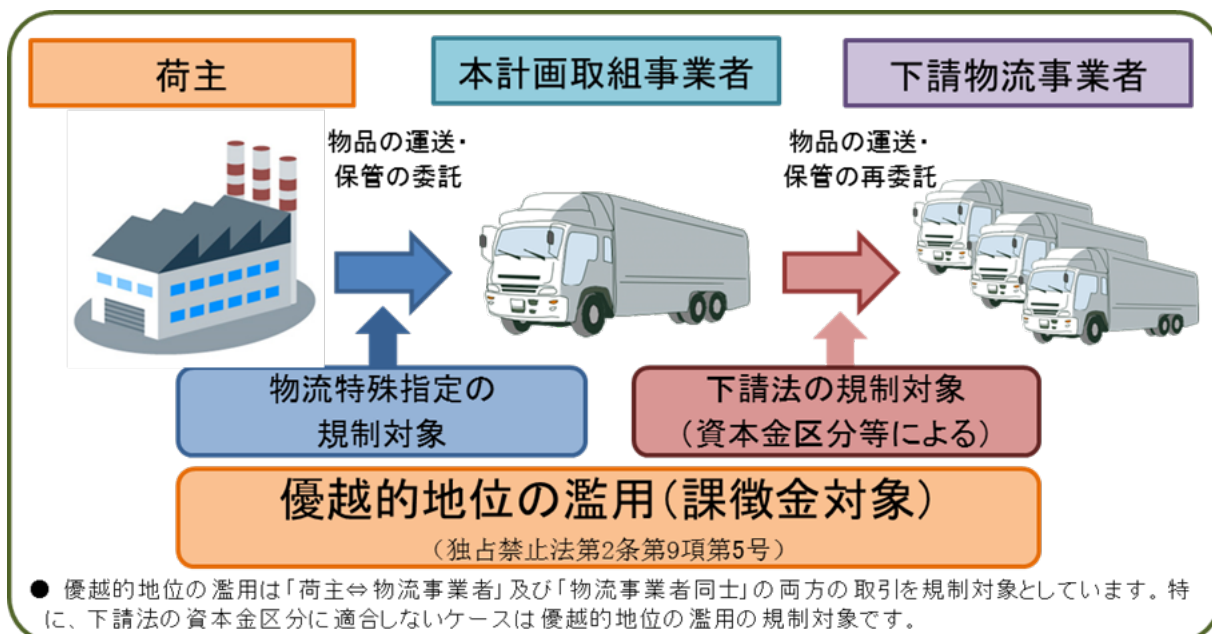 荷主
本計画取組事業者
下請物流事業者
物品の運送・
保管の委託
物品の運送・
保管の再委託
物流特殊指定の
規制対象
下請法の規制対象
（資本金区分等による）
優越的地位の濫用（課徴金対象）
（独占禁止法第2条第9項第5号）
● 優越的地位の濫用は「荷主⇔物流事業者」及び「物流事業者同士」の両方の取引を規制対象としています。特
に、下請法の資本金区分に適合しないケースは優越的地位の濫用の規制対象です。